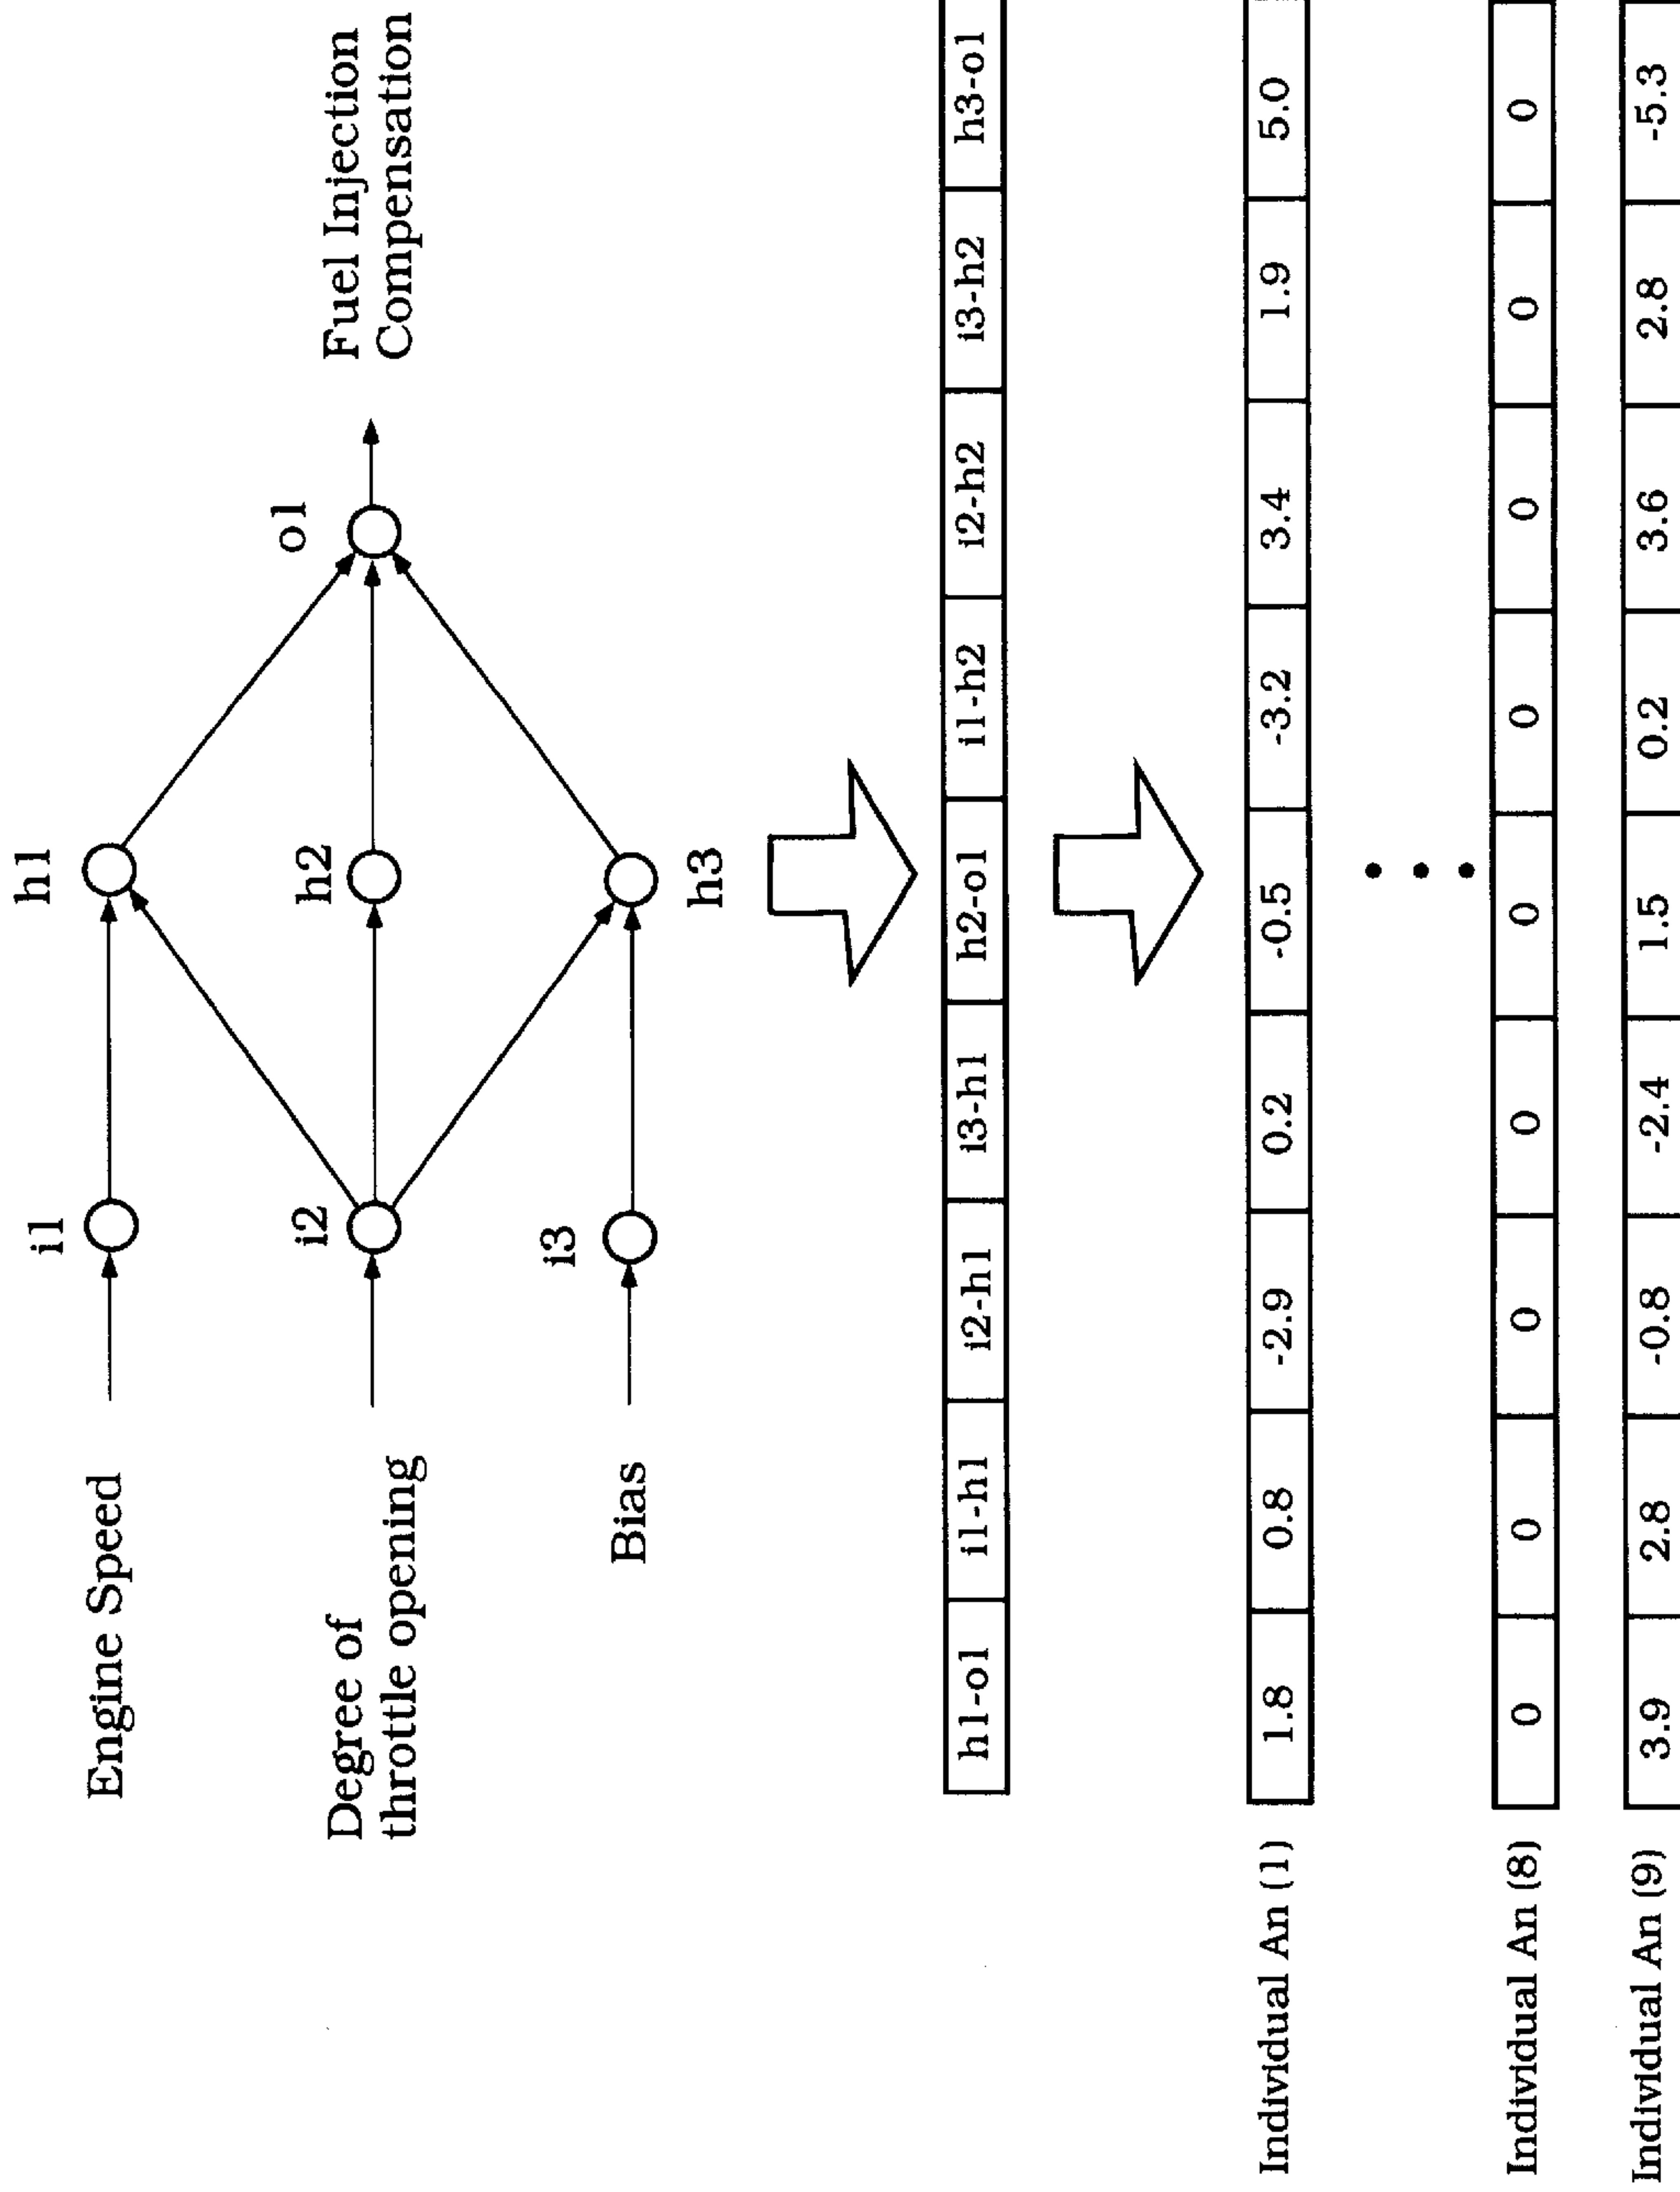 i1
h1
Engine Speed
i2
h2
o1
Degree of
throttle opening
Fuel Injection
Compensation
i3
Bias
h3
h1-o1 i1-h1 i2-h1 i3-h1 h2-o1 i1-h2 i2-h2 i3-h2 h3-o1
Individual An (1) 1.8 0.8 -2.9 0.2 -0.5 -3.2 3.4 1.9 5.0
Individual An (8) 0 0 0 0 0 0 0 0 0
Individual An (9) 3.9 2.8 -0.8 -2.4 1.5 0.2 3.6 2.8 -5.3